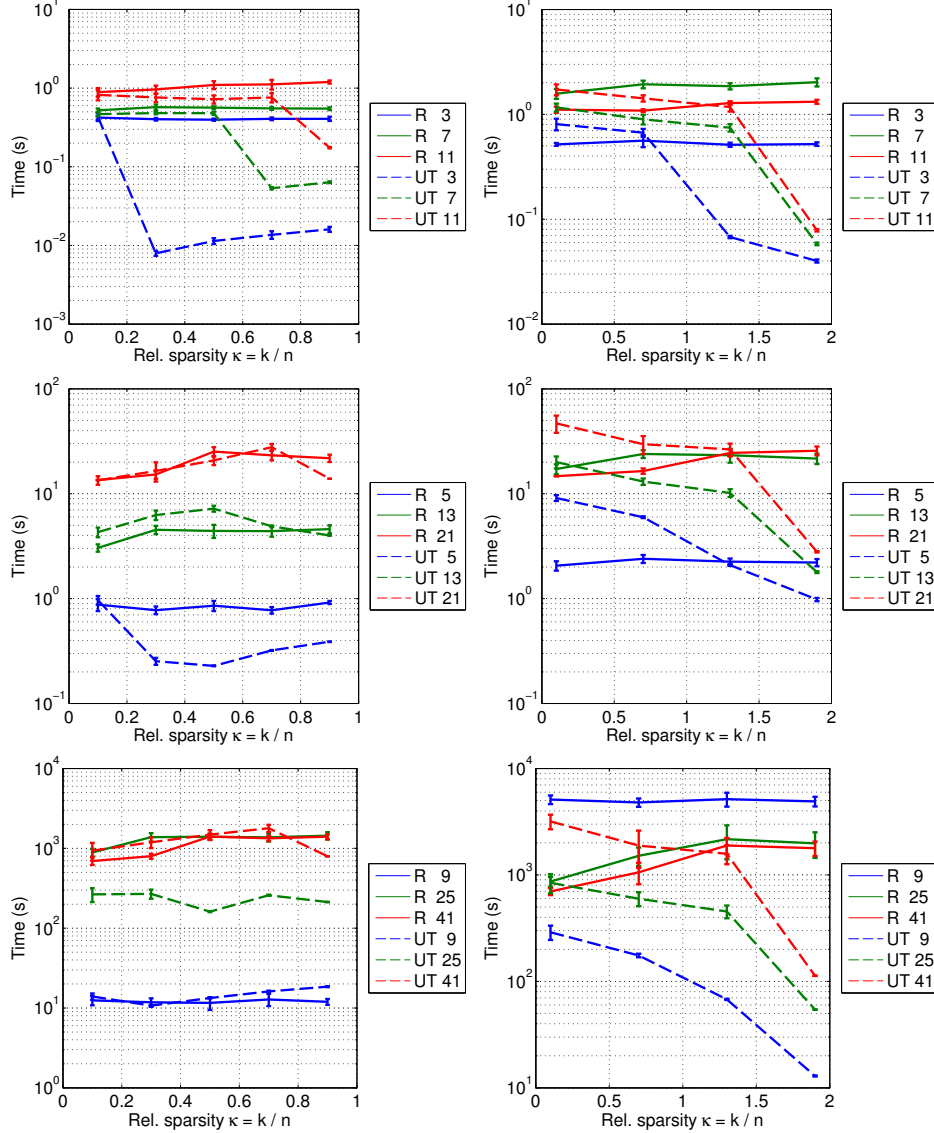 10^1
10^0
10^-1
10^-2
10^-3
Time (s)
0 0.2 0.4 0.6 0.8 1
Rel. sparsity κ = k / n
R 3
R 7
R 11
UT 3
UT 7
UT 11
10^1
10^0
10^-1
10^-2
Time (s)
0 0.5 1 1.5 2
Rel. sparsity κ = k / n
R 3
R 7
R 11
UT 3
UT 7
UT 11
10^2
10^1
10^0
10^-1
Time (s)
0 0.2 0.4 0.6 0.8 1
Rel. sparsity κ = k / n
R 5
R 13
R 21
UT 5
UT 13
UT 21
10^2
10^1
10^0
10^-1
Time (s)
0 0.5 1 1.5 2
Rel. sparsity κ = k / n
R 5
R 13
R 21
UT 5
UT 13
UT 21
10^4
10^3
10^2
10^1
10^0
Time (s)
0 0.2 0.4 0.6 0.8 1
Rel. sparsity κ = k / n
R 9
R 25
R 41
UT 9
UT 25
UT 41
10^4
10^3
10^2
10^1
Time (s)
0 0.5 1 1.5 2
Rel. sparsity κ = k / n
R 9
R 25
R 41
UT 9
UT 25
UT 41